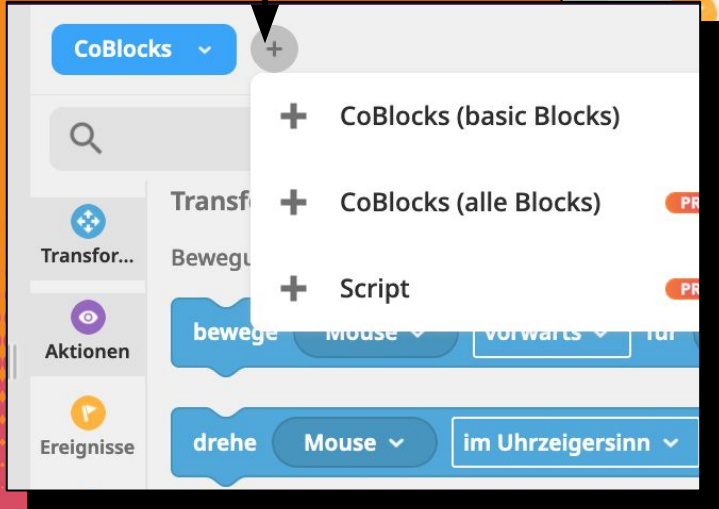 CoBlocks
CoBlocks (basic Blocks)
CoBlocks (alle Blocks)
Script
Transfor...
Aktionen
Ereignisse
bewege Mouse vorwärts für
drehe Mouse im Uhrzeigersinn